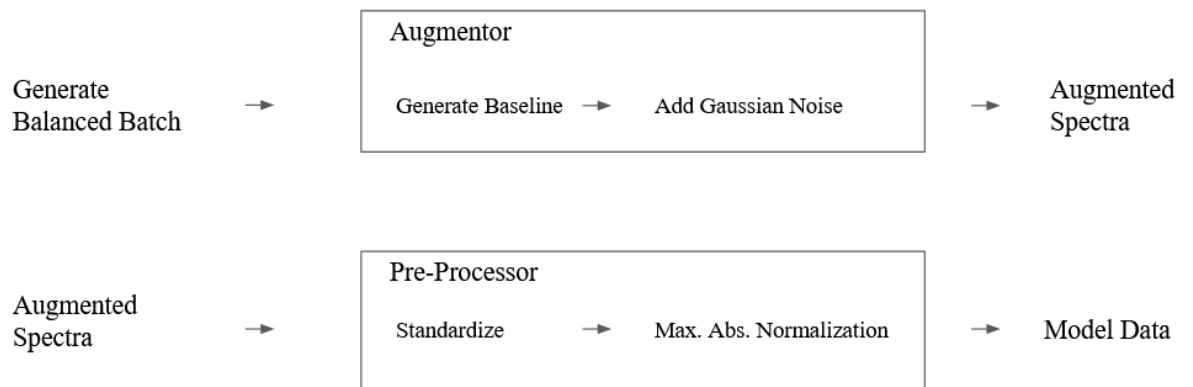 Augmentor
Generate
Balanced Batch
Generate Baseline
Add Gaussian Noise
Augmented
Spectra
Pre-Processor
Augmented
Spectra
Standardize
Max. Abs. Normalization
Model Data